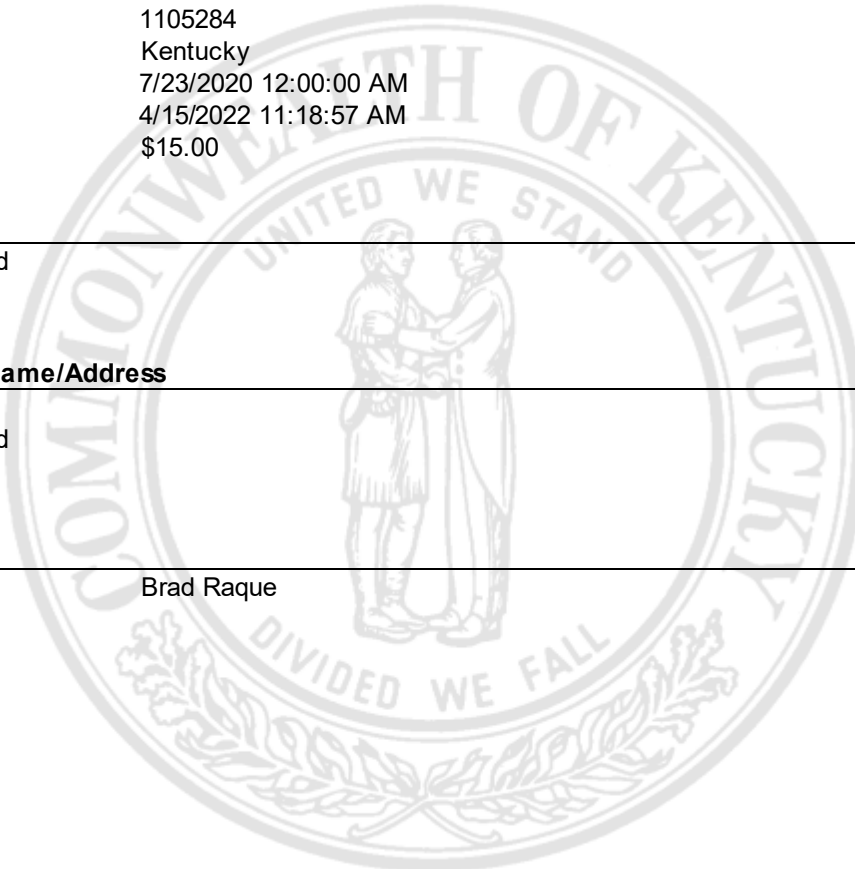 1105284
Kentucky
7/23/2020 12:00:00 AM
4/15/2022 11:18:57 AM
$15.00
COMMONWEALTH OF KENTUCKY
UNITED WE STAND
d
ame/Address
d
Brad Raque
DIVIDED WE FALL